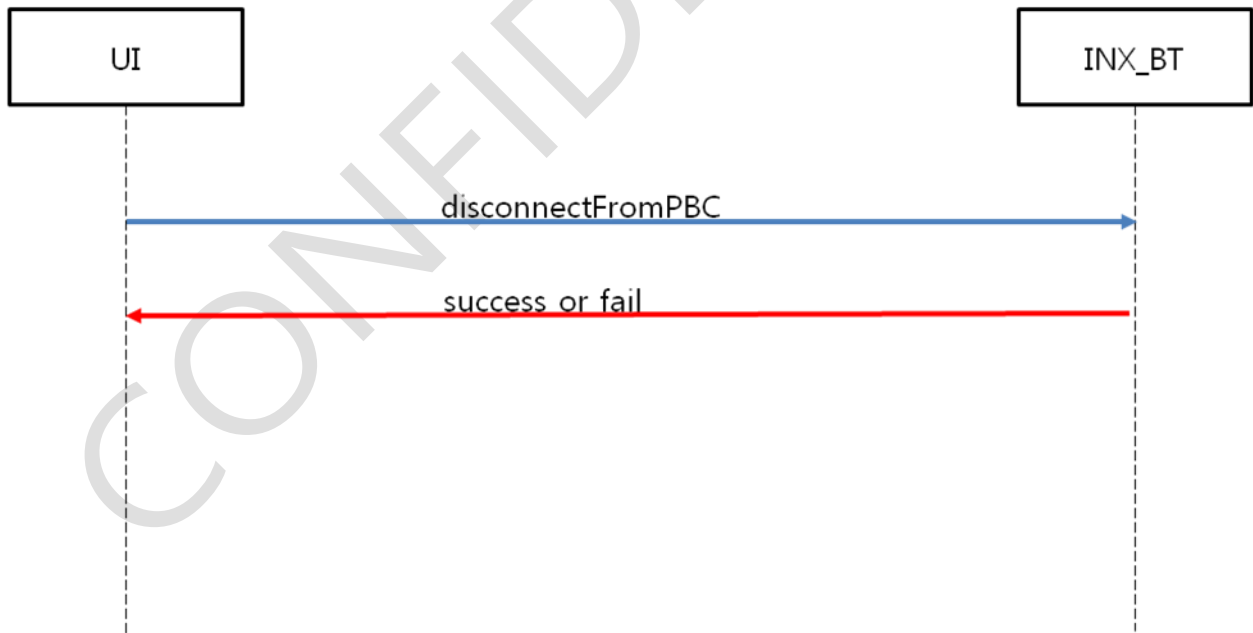 UI
INX_BT
disconnectFromPBC
success or fail
CONFID